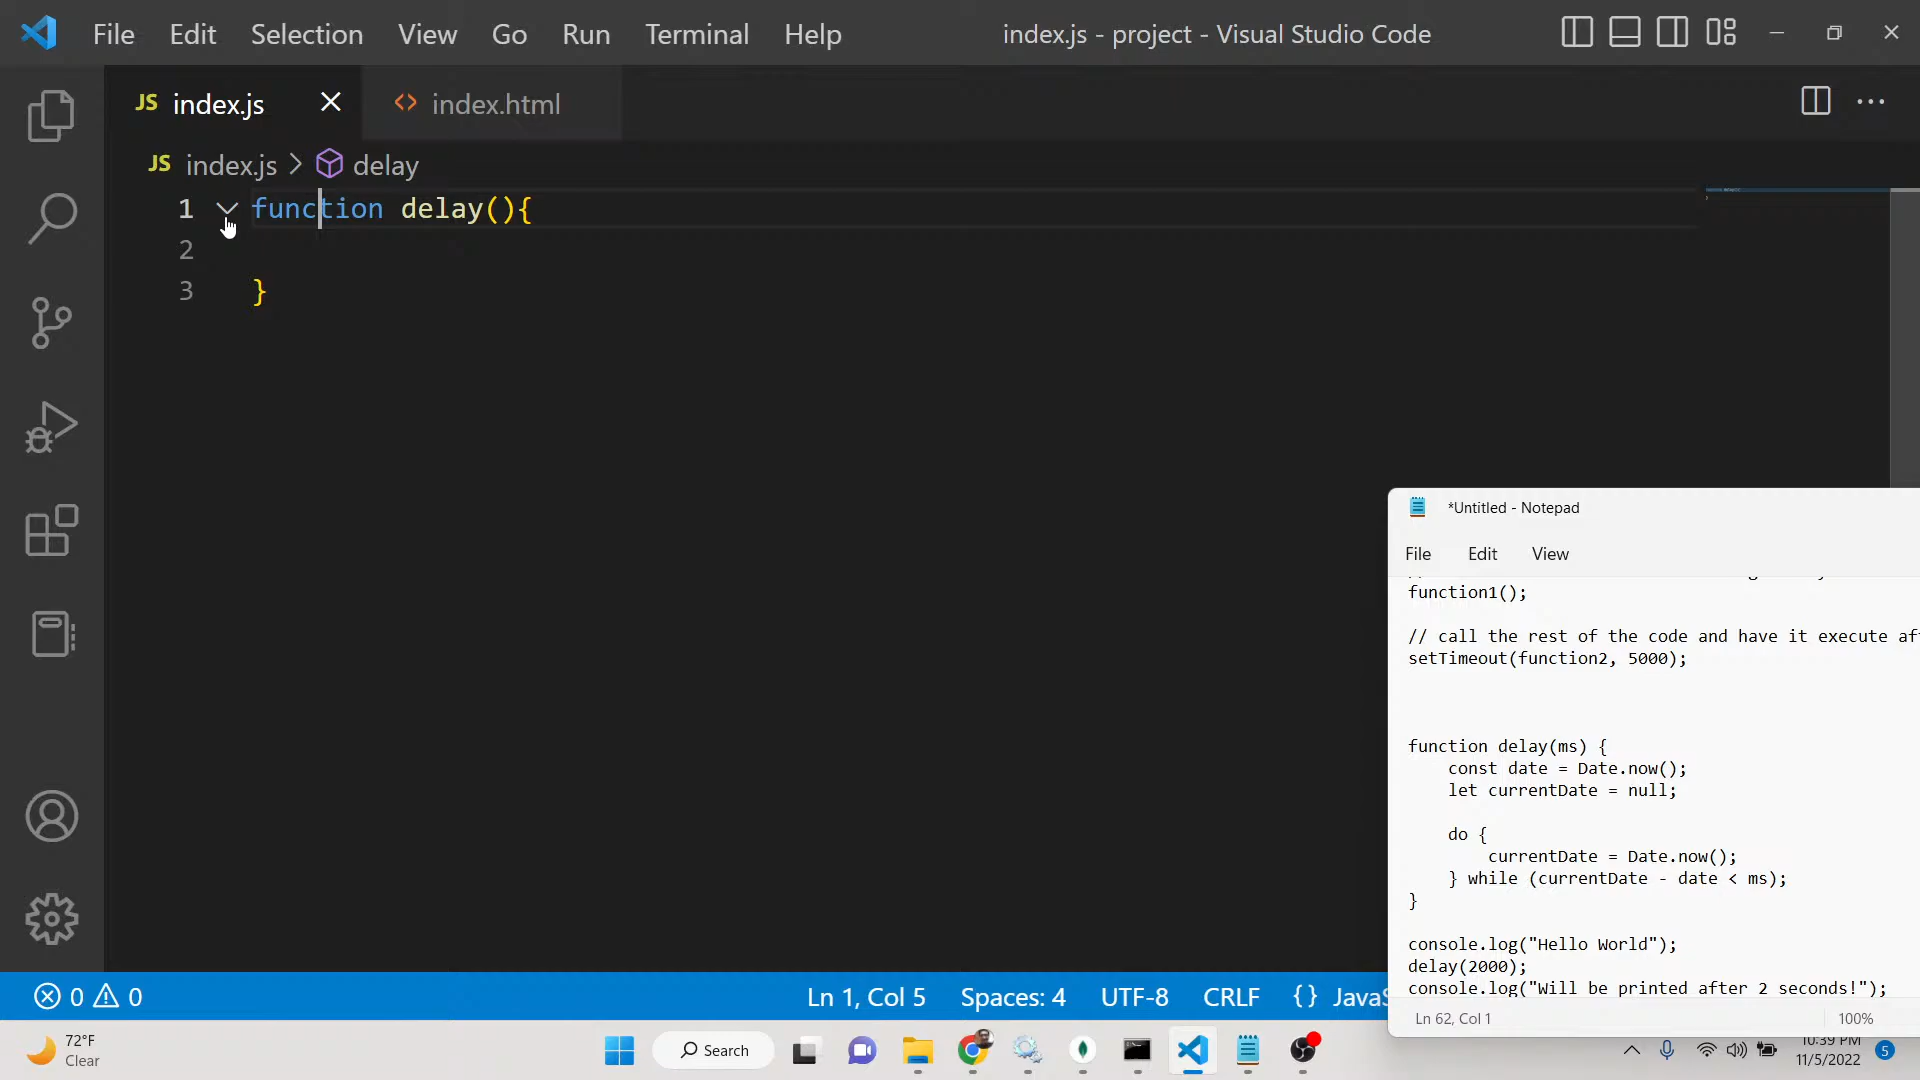 File Edit Selection View Go Run Terminal Help index.js - project - Visual Studio Code
JS index.js index.html
JS index.js > delay
1 function delay(){
2
3 }
*Untitled - Notepad
File Edit View
function1();
// call the rest of the code and have it execute af
setTimeout(function2, 5000);
function delay(ms) {
const date = Date.now();
let currentDate = null;
do {
currentDate = Date.now();
} while (currentDate - date < ms);
}
console.log("Hello World");
delay(2000);
console.log("Will be printed after 2 seconds!");
Ln 62, Col 1 100%
0 0 Ln 1, Col 5 Spaces: 4 UTF-8 CRLF {} JavaS
72°F
Clear
Search
10:39 PM
11/5/2022 5